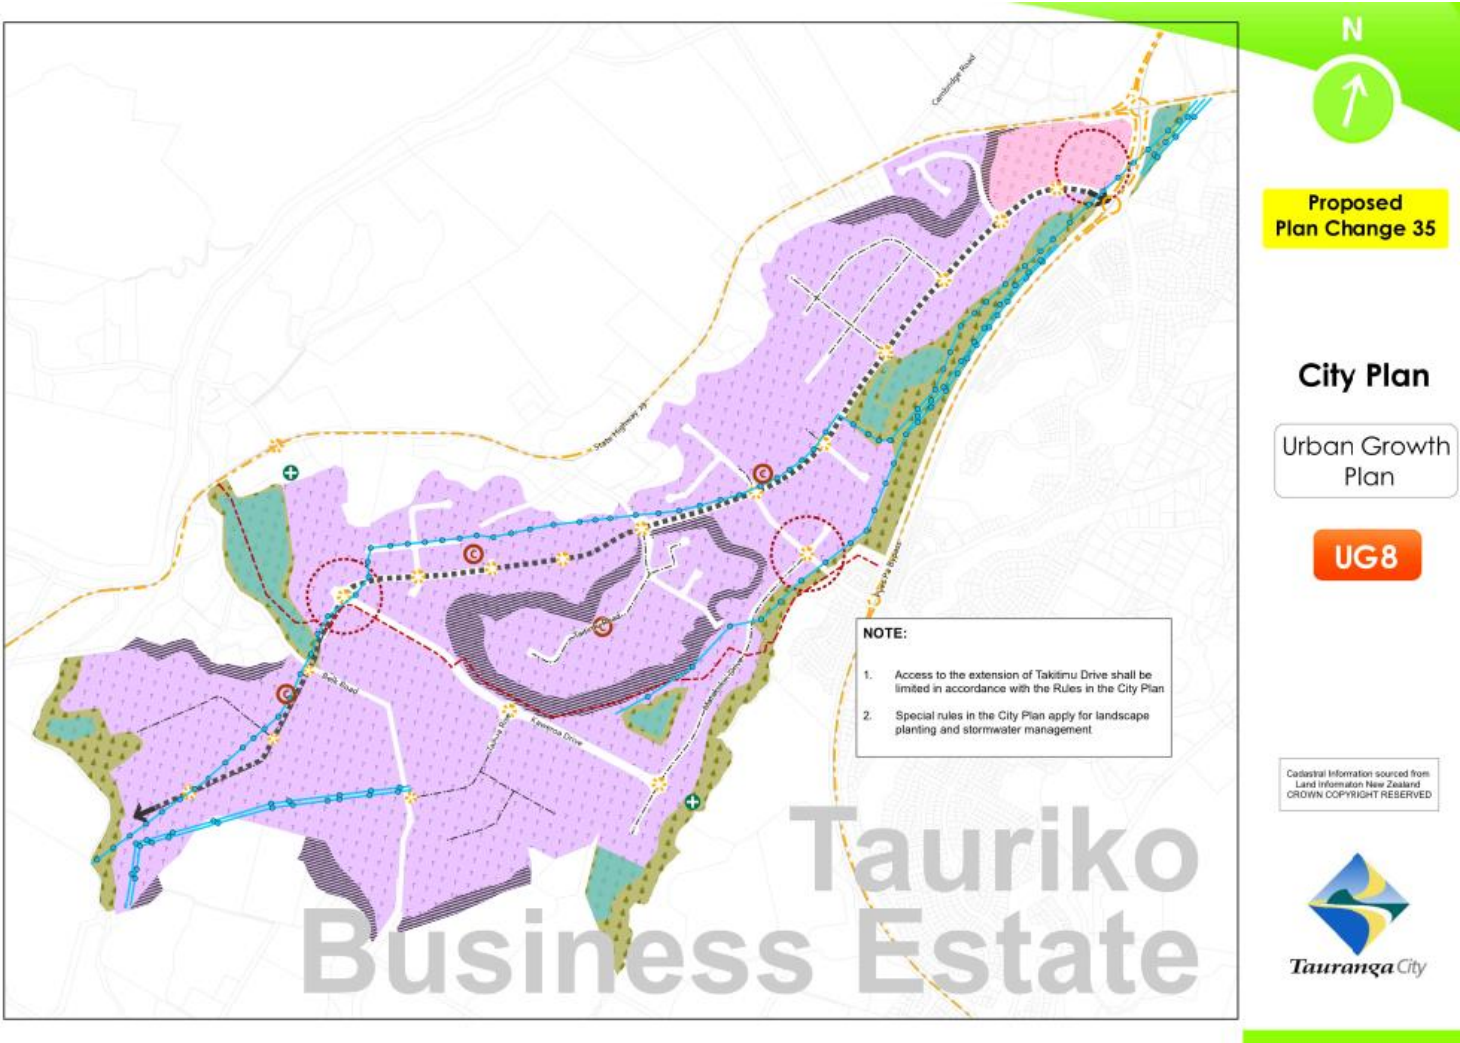 N
Proposed
Plan Change 35
City Plan
Urban Growth
Plan
UG8
Cadastral Information sourced from
Land Information New Zealand
CROWN COPYRIGHT RESERVED
Tauranga City
Cambridge Road
State Highway 29
Pyes Pa Bypass
C
C
C
C
Belk Road
Kaweroa Drive
NOTE:
1. Access to the extension of Takitimu Drive shall be
limited in accordance with the Rules in the City Plan
2. Special rules in the City Plan apply for landscape
planting and stormwater management
Tauriko
Business Estate